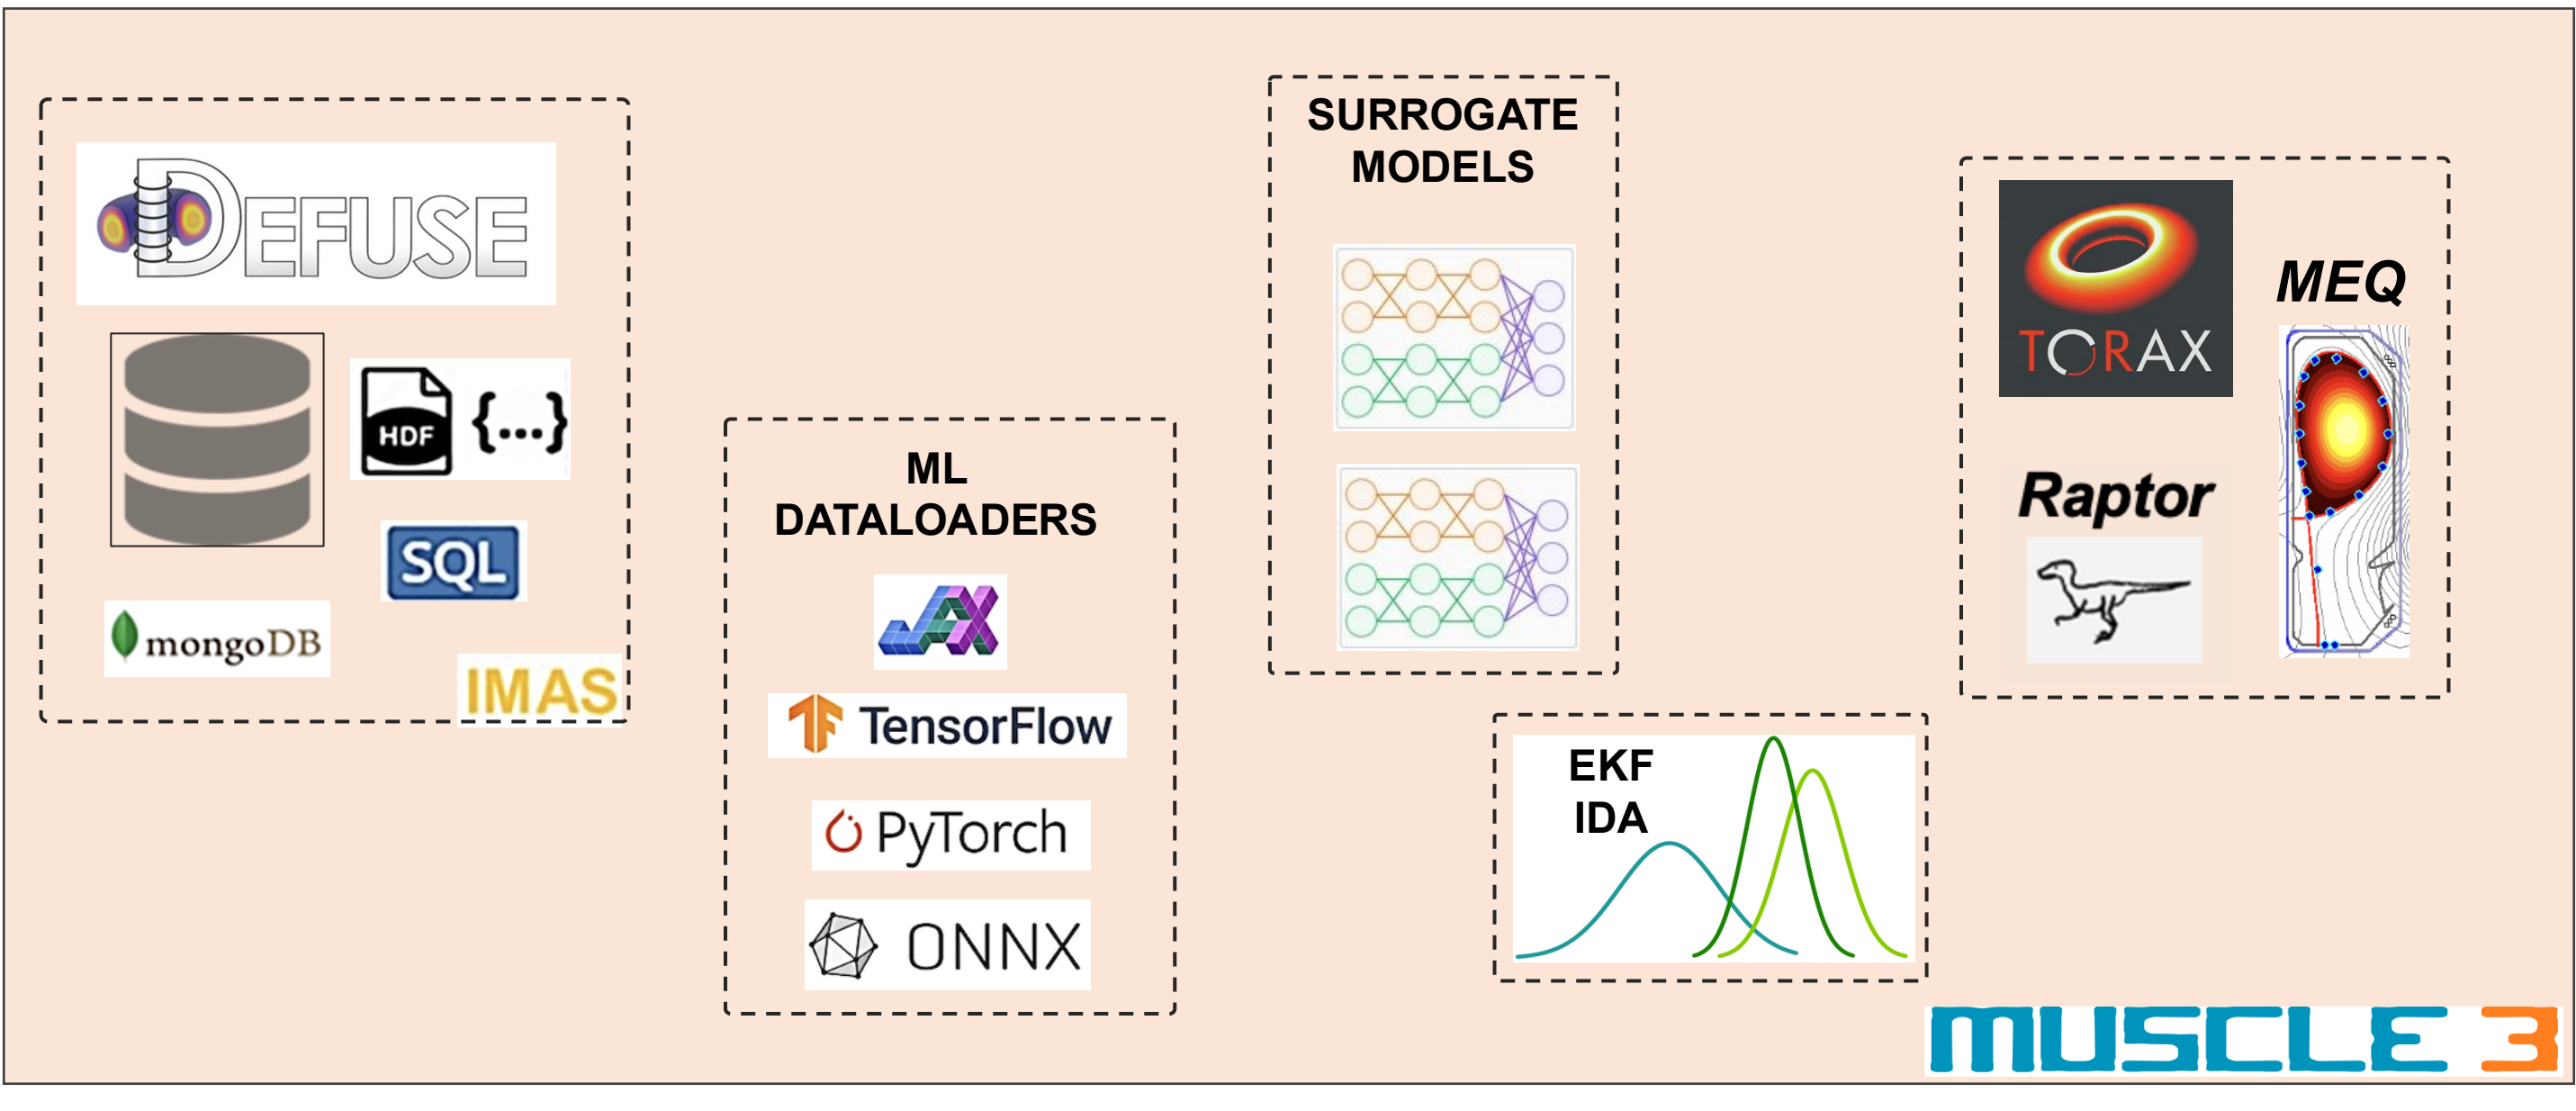 DEFUSE
HDF
{...}
SQL
mongoDB
IMAS
ML
DATALOADERS
JAX
TensorFlow
PyTorch
ONNX
SURROGATE
MODELS
EKF
IDA
TORAX
MEQ
Raptor
MUSCLE 3